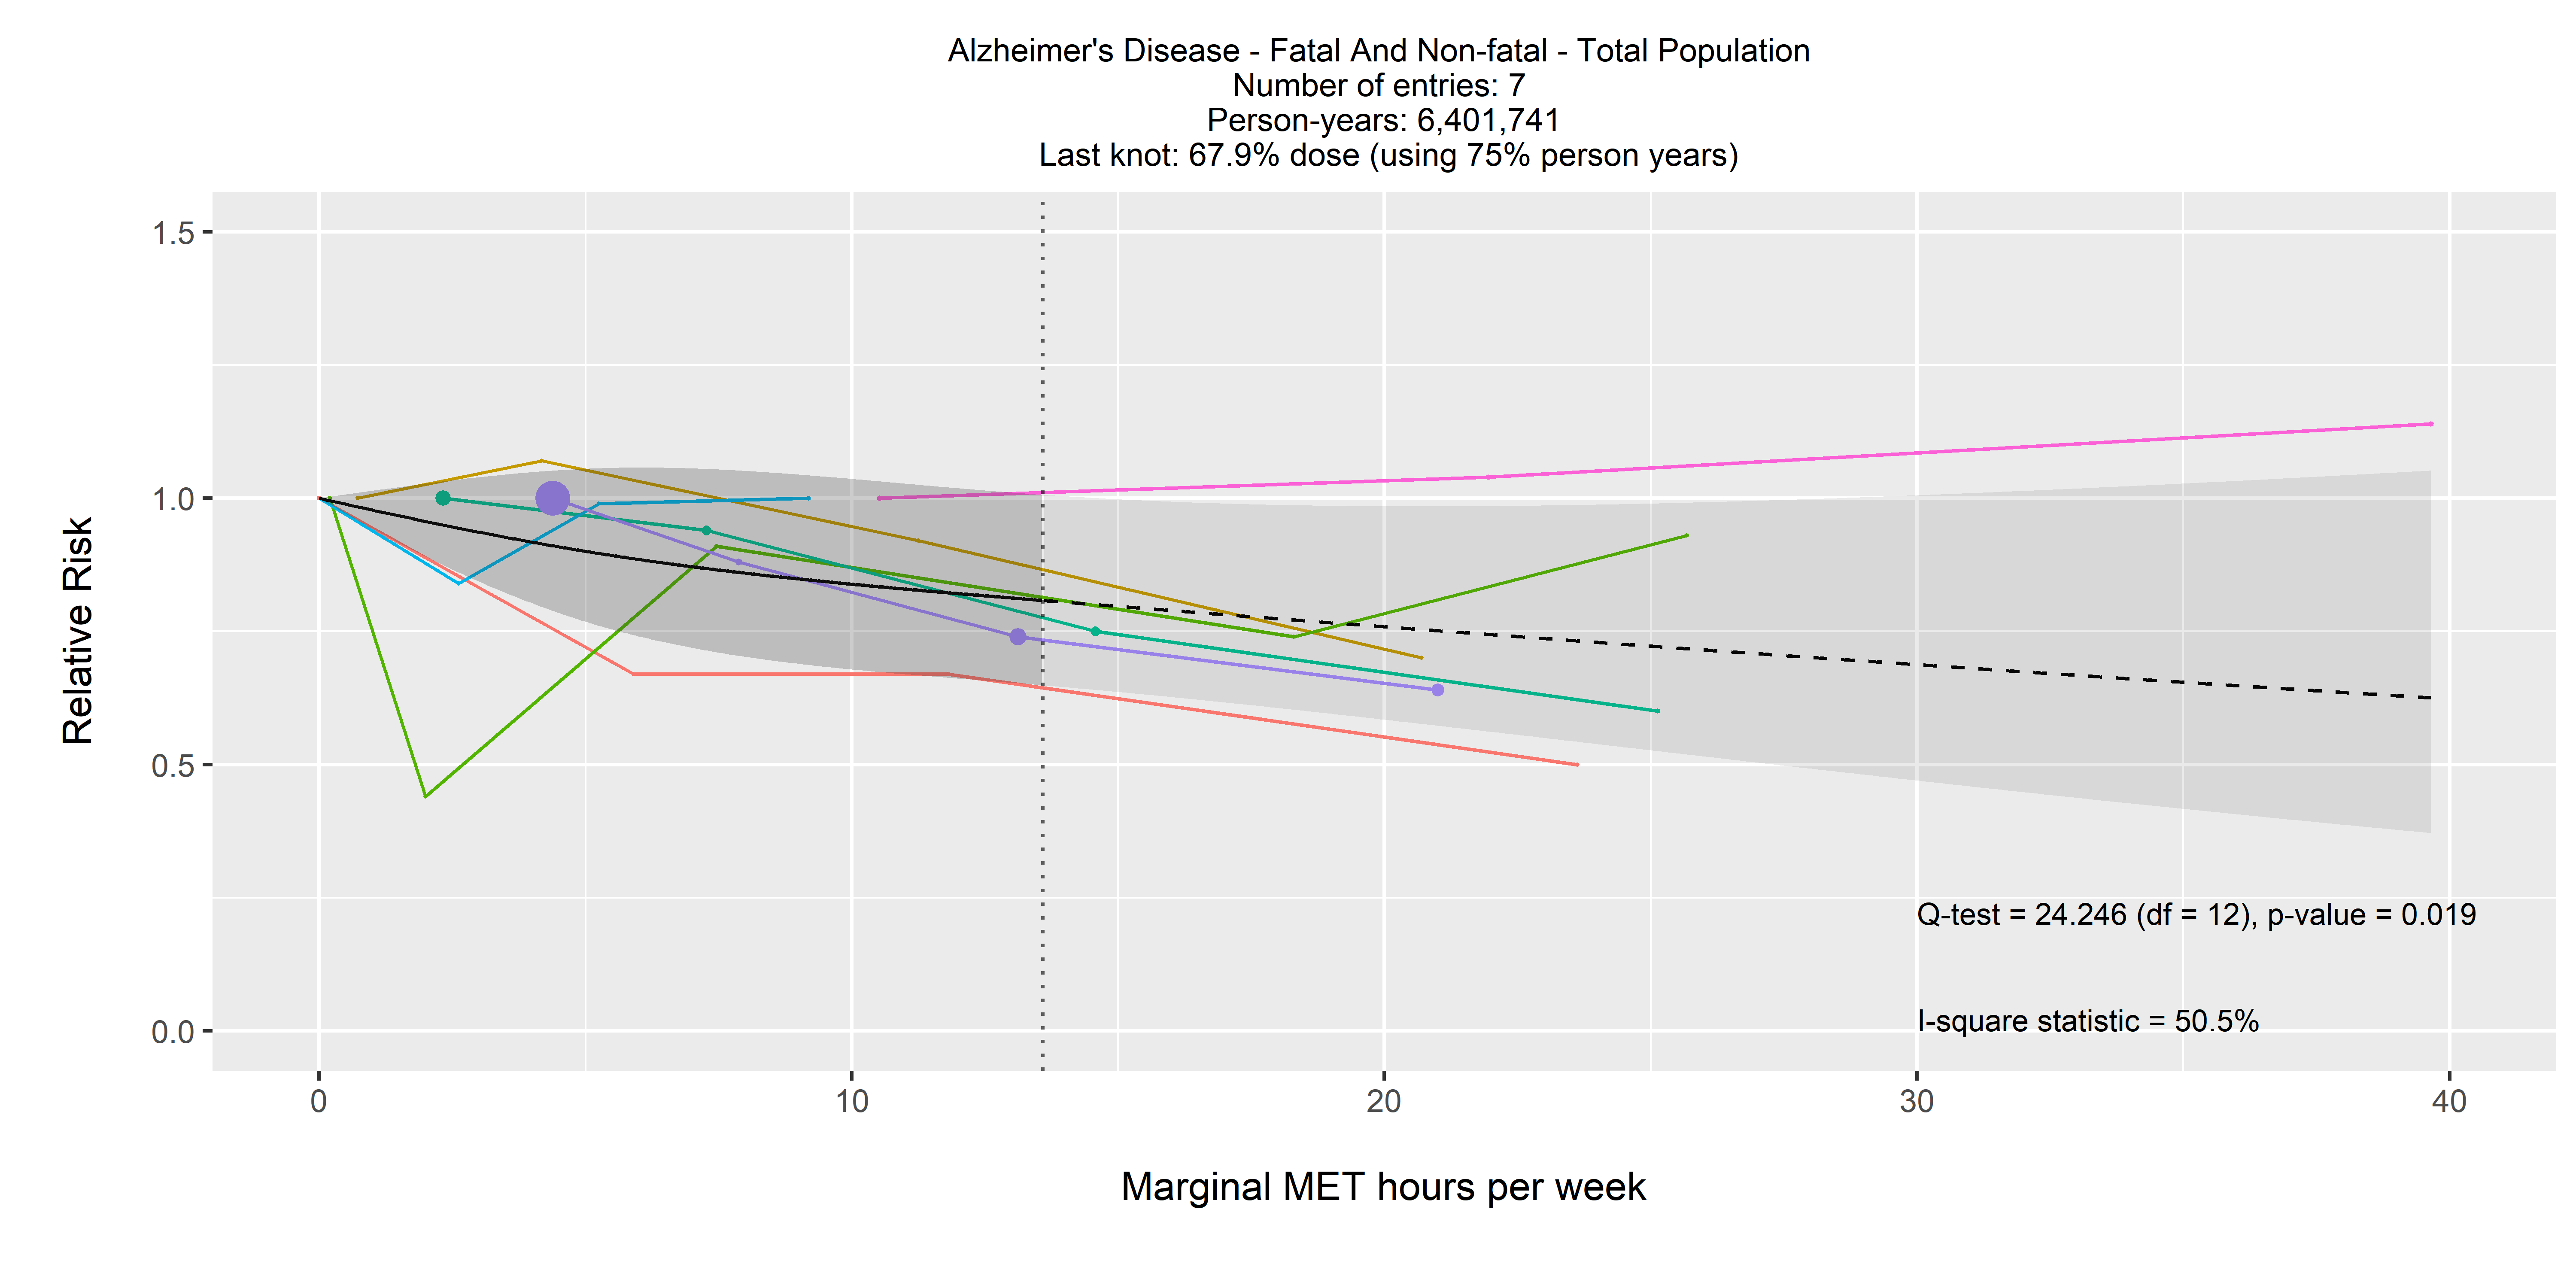 Alzheimer's Disease - Fatal And Non-fatal - Total Population
Number of entries: 7
Person-years: 6,401,741
Last knot: 67.9% dose (using 75% person years)
1.5
1.0
0.5
0.0
Relative Risk
Q-test = 24.246 (df = 12), p-value = 0.019
I-square statistic = 50.5%
0 10 20 30 40
Marginal MET hours per week